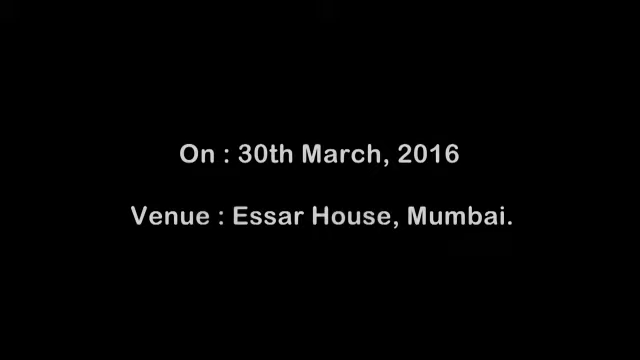 On : 30th March, 2016
Venue : Essar House, Mumbai.